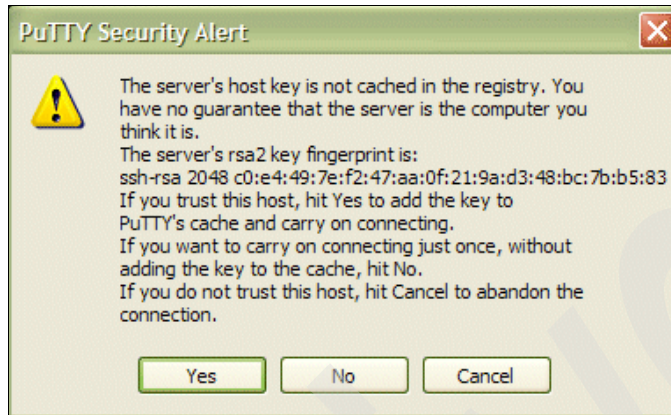 PuTTY Security Alert
The server's host key is not cached in the registry. You
have no guarantee that the server is the computer you
think it is.
The server's rsa2 key fingerprint is:
ssh-rsa 2048 c0:e4:49:7e:f2:47:aa:0f:21:9a:d3:48:bc:7b:b5:83
If you trust this host, hit Yes to add the key to
PuTTY's cache and carry on connecting.
If you want to carry on connecting just once, without
adding the key to the cache, hit No.
If you do not trust this host, hit Cancel to abandon the
connection.
Yes No Cancel